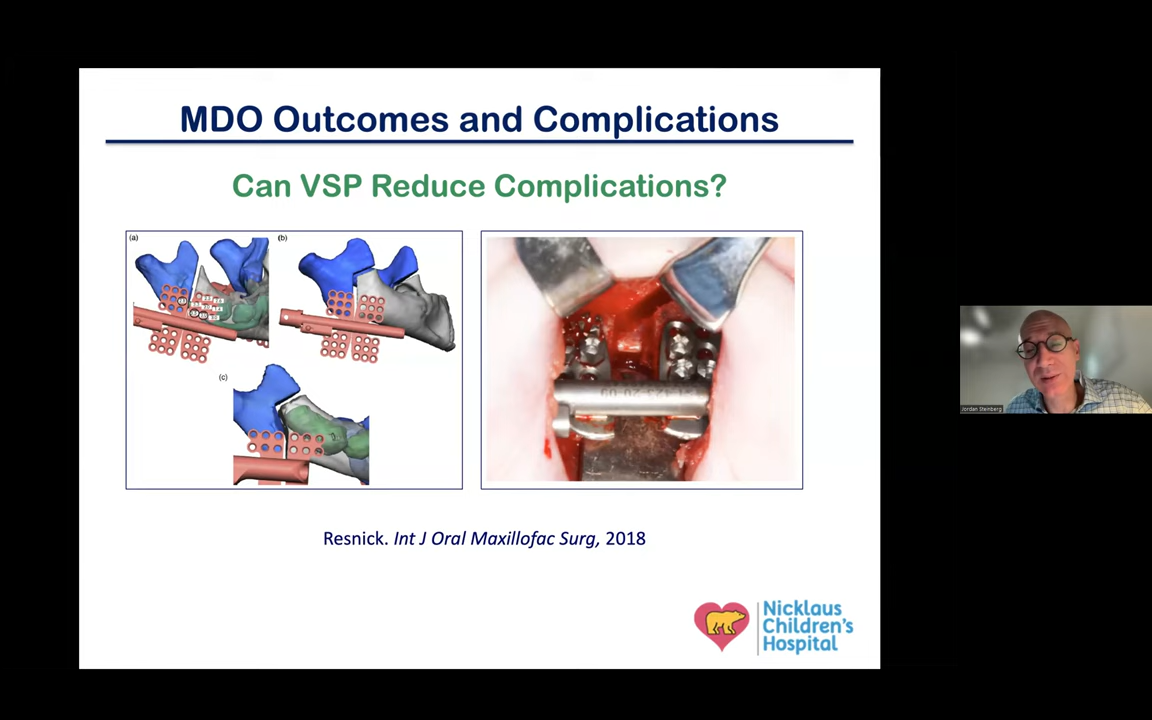 MDO Outcomes and Complications
Can VSP Reduce Complications?
(a)
(b)
(c)
Resnick. Int J Oral Maxillofac Surg, 2018
Nicklaus
Children's
Hospital
Jordan Steinberg